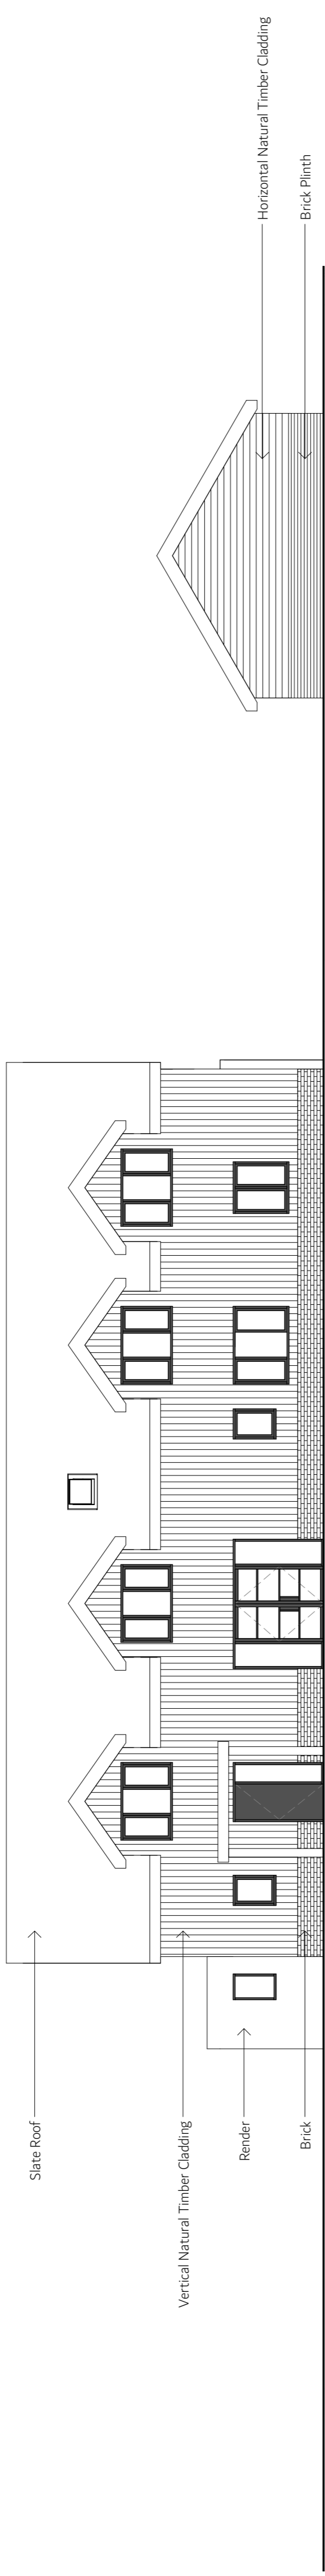 Slate Roof
Vertical Natural Timber Cladding
Render
Brick
Horizontal Natural Timber Cladding
Brick Plinth